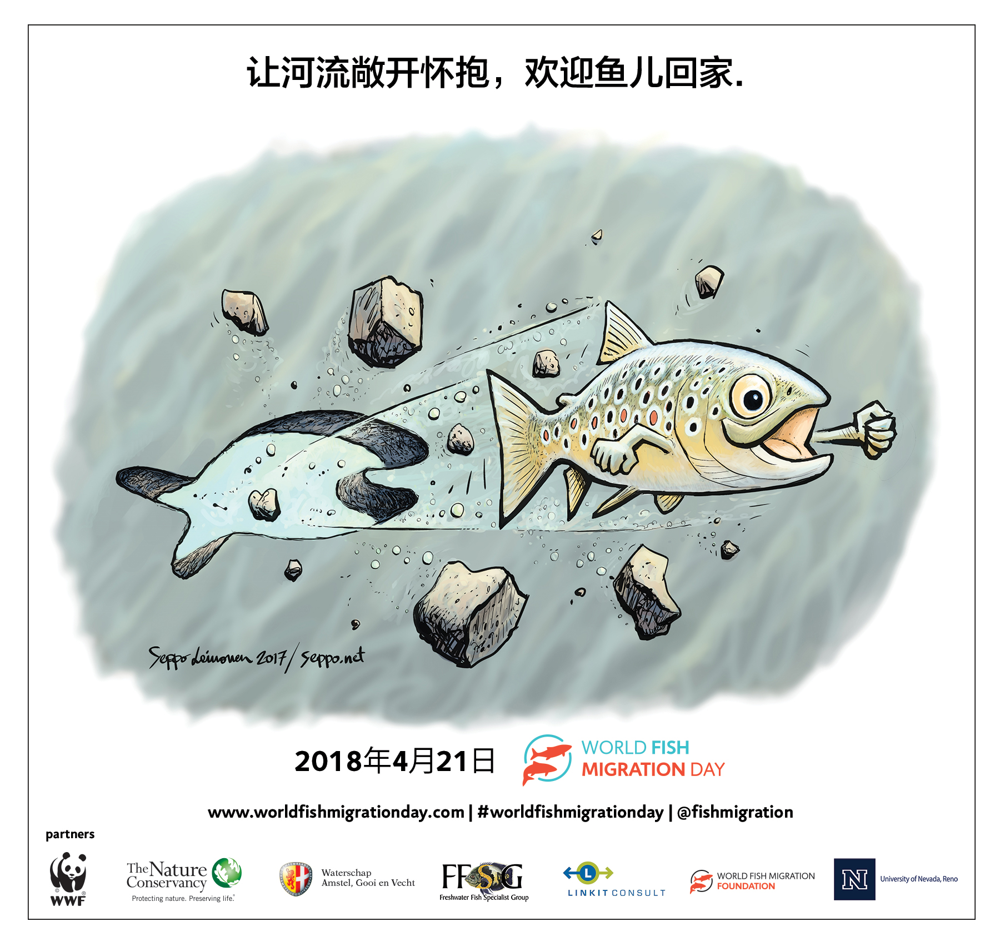 让河流敞开怀抱，欢迎鱼儿回家.
Seppo Leinonen 2017/seppo.net
2018年4月21日
WORLD FISH
MIGRATION DAY
www.worldfishmigrationday.com | #worldfishmigrationday | @fishmigration
partners
WWF
The Nature
Conservancy
Protecting nature. Preserving life.®
Waterschap
Amstel, Gooi en Vecht
FFSG
Freshwater Fish Specialist Group
L
LINKIT CONSULT
WORLD FISH MIGRATION
FOUNDATION
N
University of Nevada, Reno